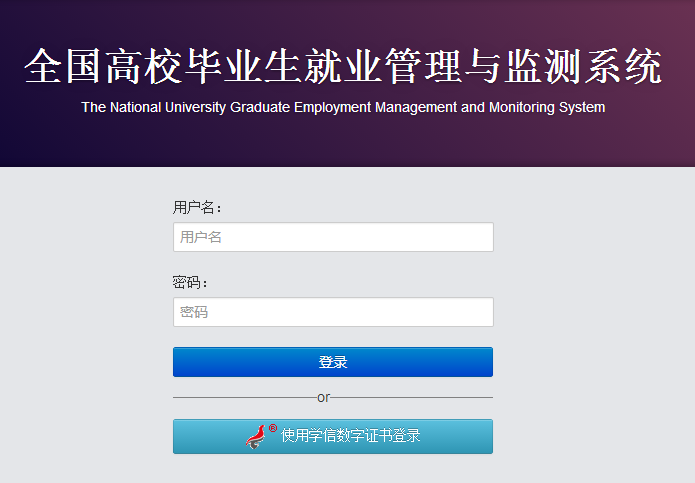 全国高校毕业生就业管理与监测系统
The National University Graduate Employment Management and Monitoring System
用户名：
用户名
密码：
密码
登录
or
® 使用学信数字证书登录